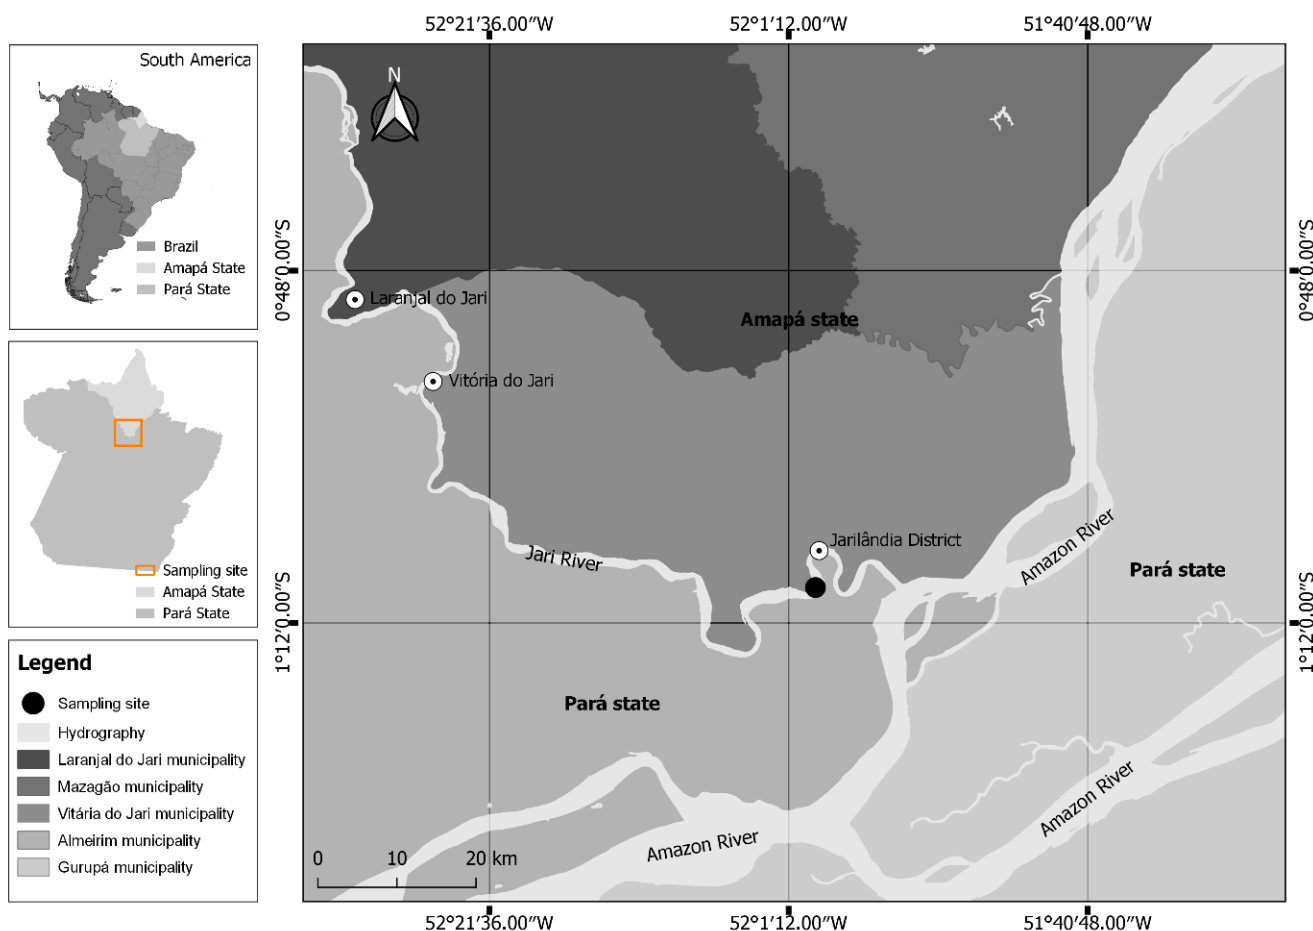 South America
Brazil
Amapá State
Pará State
Sampling site
Amapá State
Pará State
Legend
Sampling site
Hydrography
Laranjal do Jari municipality
Mazagão municipality
Vitária do Jari municipality
Almeirim municipality
Gurupá municipality
52°21'36.00"W
52°1'12.00"W
51°40'48.00"W
0°48'0.00"S
0°48'0.00"S
1°12'0.00"S
1°12'0.00"S
N
Laranjal do Jari
Amapá state
Vitória do Jari
Jari River
Jarilândia District
Amazon River
Pará state
Pará state
Amazon River
Amazon River
0 10 20 km
52°21'36.00"W
52°1'12.00"W
51°40'48.00"W